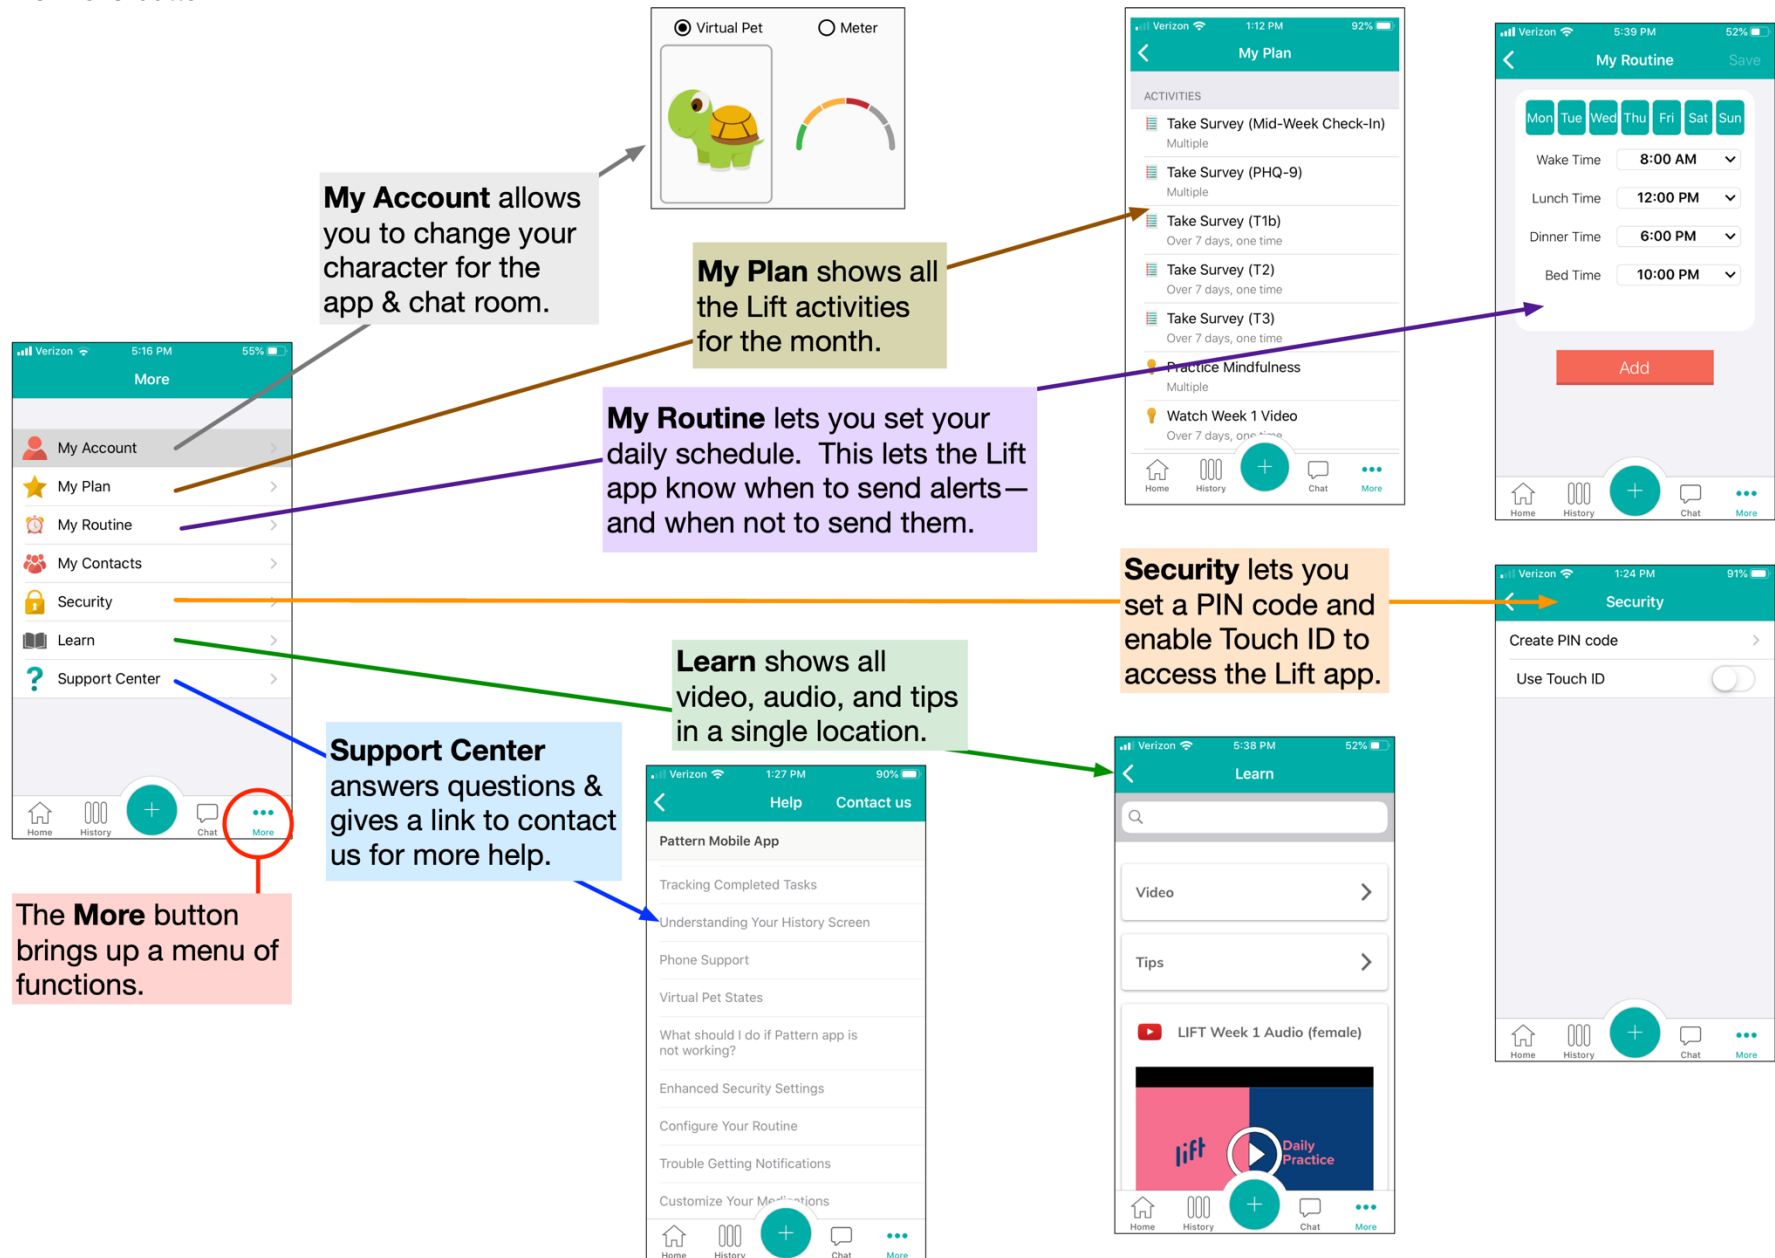 Virtual Pet
Meter
My Account allows
you to change your
character for the
app & chat room.
My Plan shows all
the Lift activities
for the month.
My Routine lets you set your
daily schedule. This lets the Lift
app know when to send alerts—
and when not to send them.
Verizon 1:12 PM 92%
My Plan
ACTIVITIES
Take Survey (Mid-Week Check-In)
Multiple
Take Survey (PHQ-9)
Multiple
Take Survey (T1b)
Over 7 days, one time
Take Survey (T2)
Over 7 days, one time
Take Survey (T3)
Over 7 days, one time
Practice Mindfulness
Multiple
Watch Week 1 Video
Over 7 days, one time
Home History + Chat More
Verizon 5:39 PM 52%
My Routine Save
Mon Tue Wed Thu Fri Sat Sun
Wake Time 8:00 AM
Lunch Time 12:00 PM
Dinner Time 6:00 PM
Bed Time 10:00 PM
Add
Home History + Chat More
Verizon 5:16 PM 55%
More
My Account
My Plan
My Routine
My Contacts
Security
Learn
? Support Center
Home History + Chat More
The More button
brings up a menu of
functions.
Support Center
answers questions &
gives a link to contact
us for more help.
Learn shows all
video, audio, and tips
in a single location.
Security lets you
set a PIN code and
enable Touch ID to
access the Lift app.
Verizon 1:24 PM 91%
Security
Create PIN code
Use Touch ID
Home History + Chat More
Verizon 1:27 PM 90%
Help Contact us
Pattern Mobile App
Tracking Completed Tasks
Understanding Your History Screen
Phone Support
Virtual Pet States
What should I do if Pattern app is
not working?
Enhanced Security Settings
Configure Your Routine
Trouble Getting Notifications
Customize Your Medications
Home History + Chat More
Verizon 5:38 PM 52%
Learn
Video
Tips
LIFT Week 1 Audio (female)
lift
Daily
Practice
Home History + Chat More